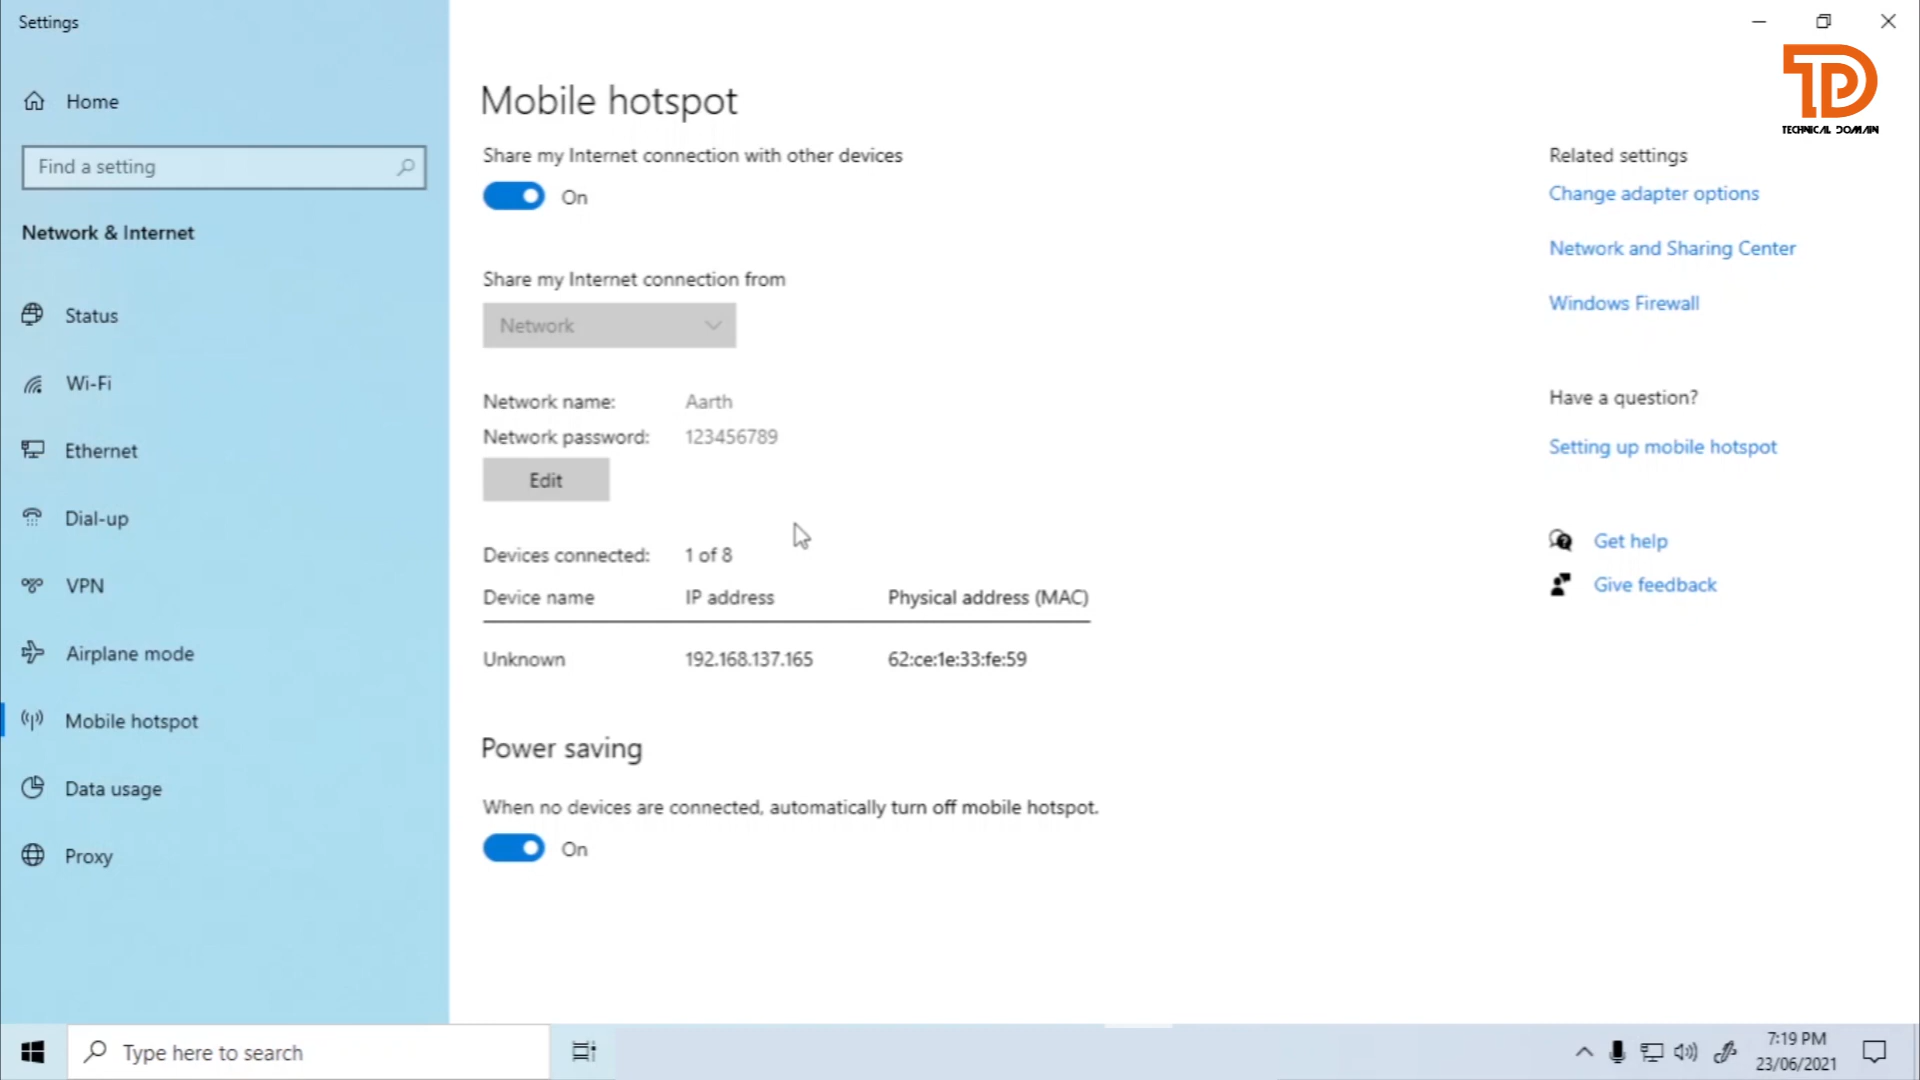 Settings
Home
Find a setting
Network & Internet
Status
Wi-Fi
Ethernet
Dial-up
VPN
Airplane mode
Mobile hotspot
Data usage
Proxy
Mobile hotspot
Share my Internet connection with other devices
On
Share my Internet connection from
Network
Network name: Aarth
Network password: 123456789
Edit
Devices connected: 1 of 8
Device name IP address Physical address (MAC)
Unknown 192.168.137.165 62:ce:1e:33:fe:59
Power saving
When no devices are connected, automatically turn off mobile hotspot.
On
TD
TECHNICAL DOMAIN
Related settings
Change adapter options
Network and Sharing Center
Windows Firewall
Have a question?
Setting up mobile hotspot
Get help
Give feedback
Type here to search
7:19 PM
23/06/2021